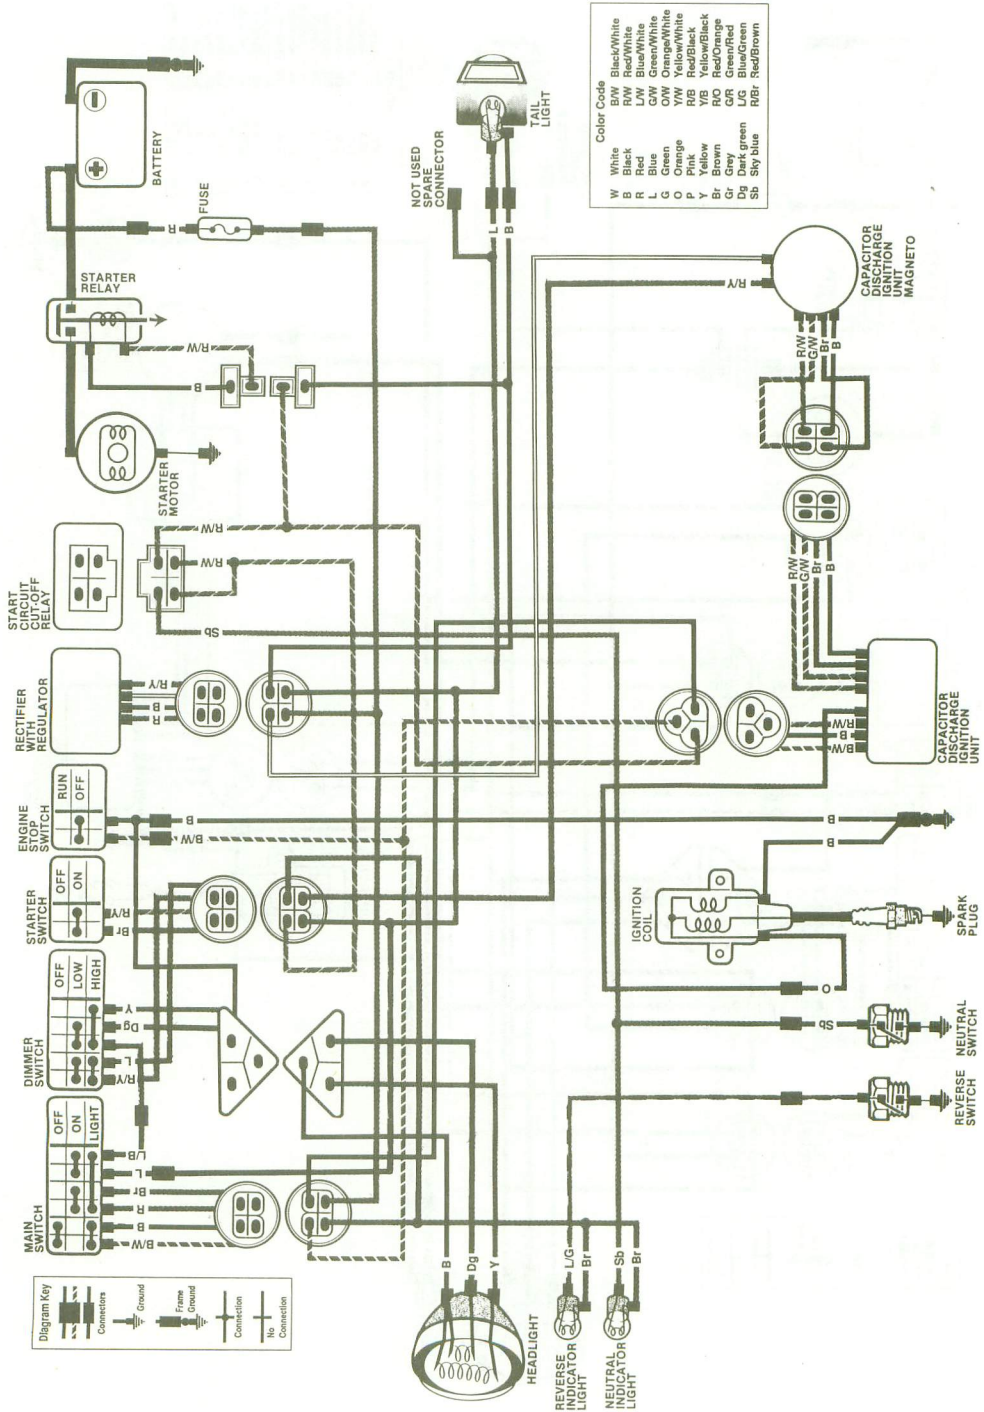 BATTERY
FUSE
STARTER
RELAY
STARTER
MOTOR
START
CIRCUIT
CUT-OFF
RELAY
RECTIFIER
WITH
REGULATOR
ENGINE
STOP
SWITCH
RUN
OFF
STARTER
SWITCH
OFF
ON
DIMMER
SWITCH
OFF
LOW
HIGH
MAIN
SWITCH
OFF
ON
LIGHT
R
R/W
B
R/W
R/W
Sb
R/Y
B
R
B
B/W
R/Y
Br
Y
Dg
L
R/Y
L/B
L
Br
R
B
B/W
TAIL
LIGHT
NOT USED
SPARE
CONNECTOR
L
B
Color Code
W White B/W Black/White
B Black R/W Red/White
R Red L/W Blue/White
L Blue G/W Green/White
G Green O/W Orange/White
O Orange Y/W Yellow/White
P Pink R/B Red/Black
Y Yellow Y/B Yellow/Black
Br Brown R/O Red/Orange
Gr Grey G/R Green/Red
Dg Dark green L/G Blue/Green
Sb Sky blue R/Br Red/Brown
CAPACITOR
DISCHARGE
IGNITION
UNIT
MAGNETO
R/Y
R/W
G/W
Br
B
R/W
G/W
Br
B
CAPACITOR
DISCHARGE
IGNITION
UNIT
R/W
B
B/W
B
B
IGNITION
COIL
SPARK
PLUG
O
Sb
NEUTRAL
SWITCH
REVERSE
SWITCH
HEADLIGHT
B
Dg
Y
REVERSE
INDICATOR
LIGHT
L/G
Br
NEUTRAL
INDICATOR
LIGHT
Sb
Br
Diagram Key
Connectors
Ground
Frame
Ground
Connection
No
Connection